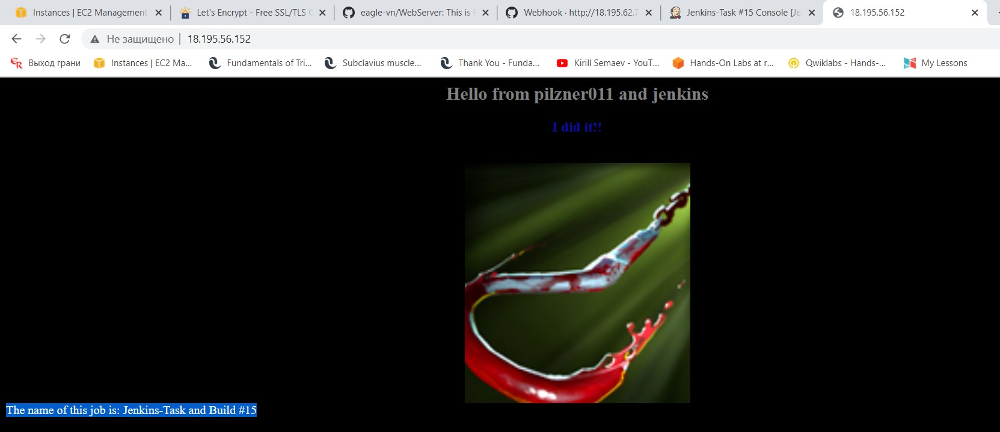 Instances | EC2 Management
Let's Encrypt - Free SSL/TLS C
eagle-vn/WebServer: This is
Webhook · http://18.195.62.7
Jenkins-Task #15 Console [Je
18.195.56.152
Не защищено | 18.195.56.152
Выход грани
Instances | EC2 Ma...
Fundamentals of Tri...
Subclavius muscle...
Thank You - Funda...
Kirill Semaev - YouT...
Hands-On Labs at r...
Qwiklabs - Hands-...
My Lessons
Hello from pilzner011 and jenkins
I did it!!
The name of this job is: Jenkins-Task and Build #15